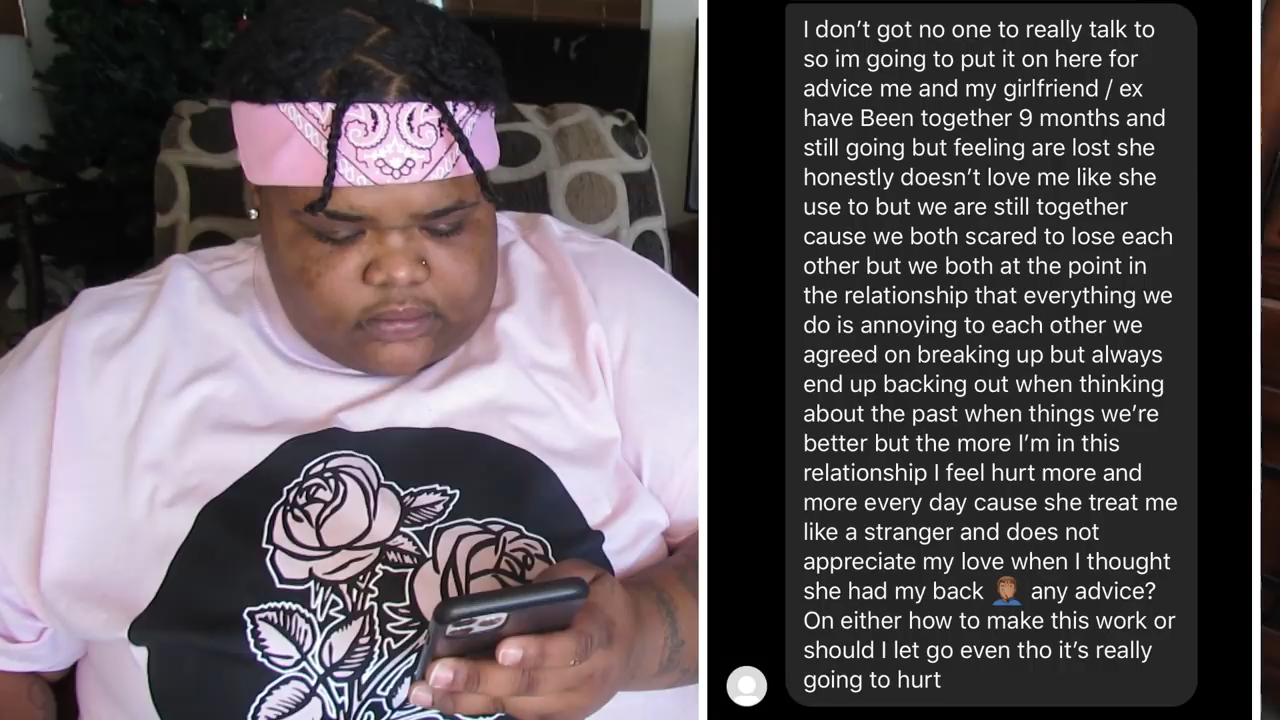 I don’t got no one to really talk to
so im going to put it on here for
advice me and my girlfriend / ex
have Been together 9 months and
still going but feeling are lost she
honestly doesn’t love me like she
use to but we are still together
cause we both scared to lose each
other but we both at the point in
the relationship that everything we
do is annoying to each other we
agreed on breaking up but always
end up backing out when thinking
about the past when things we’re
better but the more I’m in this
relationship I feel hurt more and
more every day cause she treat me
like a stranger and does not
appreciate my love when I thought
she had my back 🤦🏾‍♂️ any advice?
On either how to make this work or
should I let go even tho it’s really
going to hurt